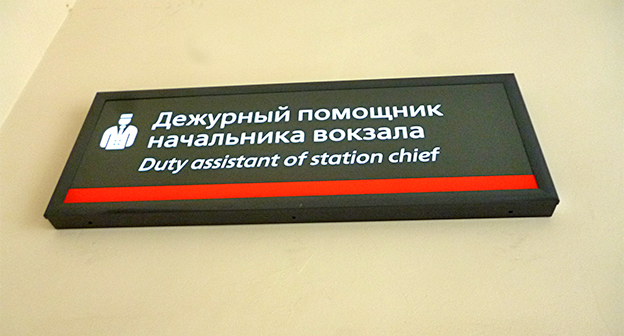 Дежурный помощник
начальника вокзала
Duty assistant of station chief